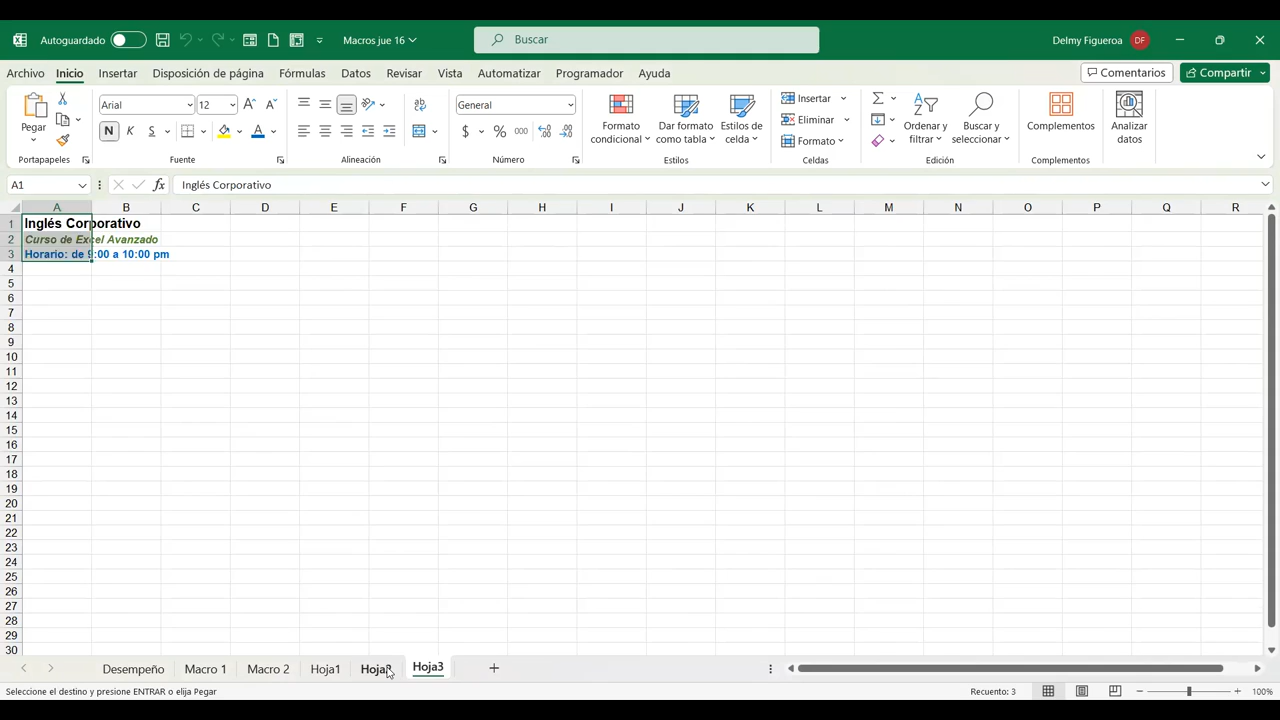 Autoguardado
Macros jue 16
Buscar
Delmy Figueroa
DF
Archivo Inicio Insertar Disposición de página Fórmulas Datos Revisar Vista Automatizar Programador Ayuda
Comentarios Compartir
Pegar
Portapapeles
Arial 12
N K S
Fuente
Alineación
General
$ % 000
Número
Formato condicional
Dar formato como tabla
Estilos de celda
Estilos
Insertar
Eliminar
Formato
Celdas
Ordenar y filtrar
Buscar y seleccionar
Edición
Complementos
Complementos
Analizar datos
A1
fx
Inglés Corporativo
A B C D E F G H I J K L M N O P Q R
1 Inglés Corporativo
2 Curso de Excel Avanzado
3 Horario: de 9:00 a 10:00 pm
4
5
6
7
8
9
10
11
12
13
14
15
16
17
18
19
20
21
22
23
24
25
26
27
28
29
30
Desempeño Macro 1 Macro 2 Hoja1 Hoja2 Hoja3
Seleccione el destino y presione ENTRAR o elija Pegar
Recuento: 3
100%